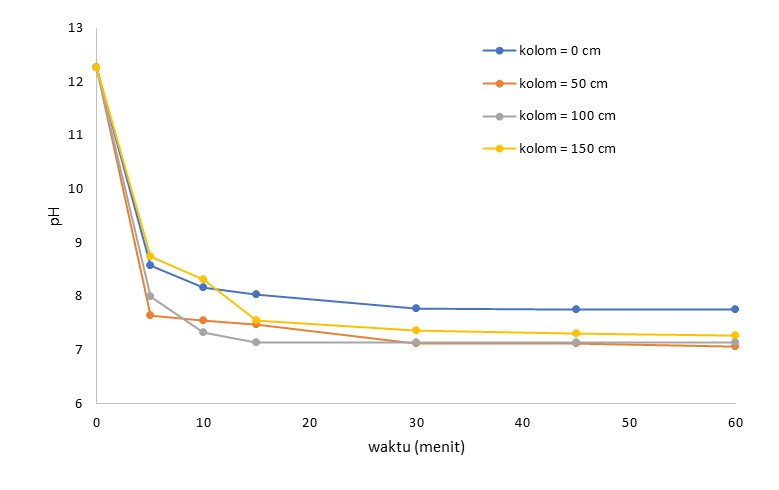 13
12
11
10
9
8
7
6
pH
0
10
20
30
40
50
60
waktu (menit)
kolom = 0 cm
kolom = 50 cm
kolom = 100 cm
kolom = 150 cm